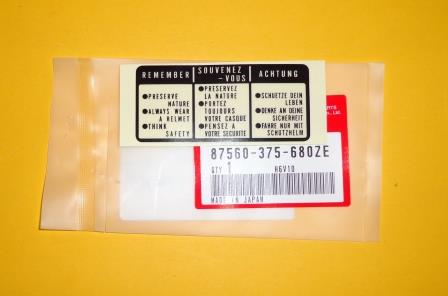 REMEMBER
●PRESERVE
NATURE
●ALWAYS WEAR
A HELMET
●THINK
SAFETY
SOUVENEZ
-VOUS
●PRESERVEZ
LA NATURE
●PORTEZ
TOUJOURS
VOTRE CASQUE
●PENSEZ A
VOTRE SECURITE
ACHTUNG
●SCHUETZE DEIN
LEBEN
●DENKE AN DEINE
SICHERHEIT
●FAHRE NUR MIT
SCHUTZHELM
87560-375-680ZE
QTY 1 H6V10
MADE IN JAPAN